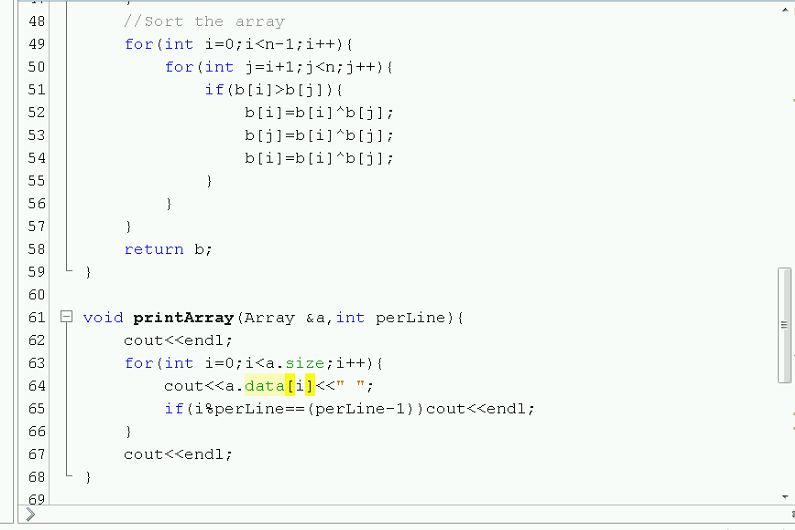 48 //Sort the array
49 for(int i=0;i<n-1;i++){
50 for(int j=i+1;j<n;j++){
51 if(b[i]>b[j]){
52 b[i]=b[i]^b[j];
53 b[j]=b[i]^b[j];
54 b[i]=b[i]^b[j];
55 }
56 }
57 }
58 return b;
59 }
60
61 void printArray(Array &a,int perLine){
62 cout<<endl;
63 for(int i=0;i<a.size;i++){
64 cout<<a.data[i]<<" ";
65 if(i%perLine==(perLine-1))cout<<endl;
66 }
67 cout<<endl;
68 }
69